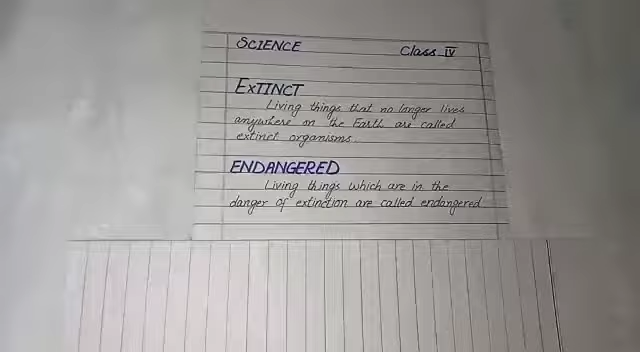 SCIENCE Class IV
EXTINCT
Living things that no longer lives
anywhere on the Earth are called
extinct organisms.
ENDANGERED
Living things which are in the
danger of extinction are called endangered